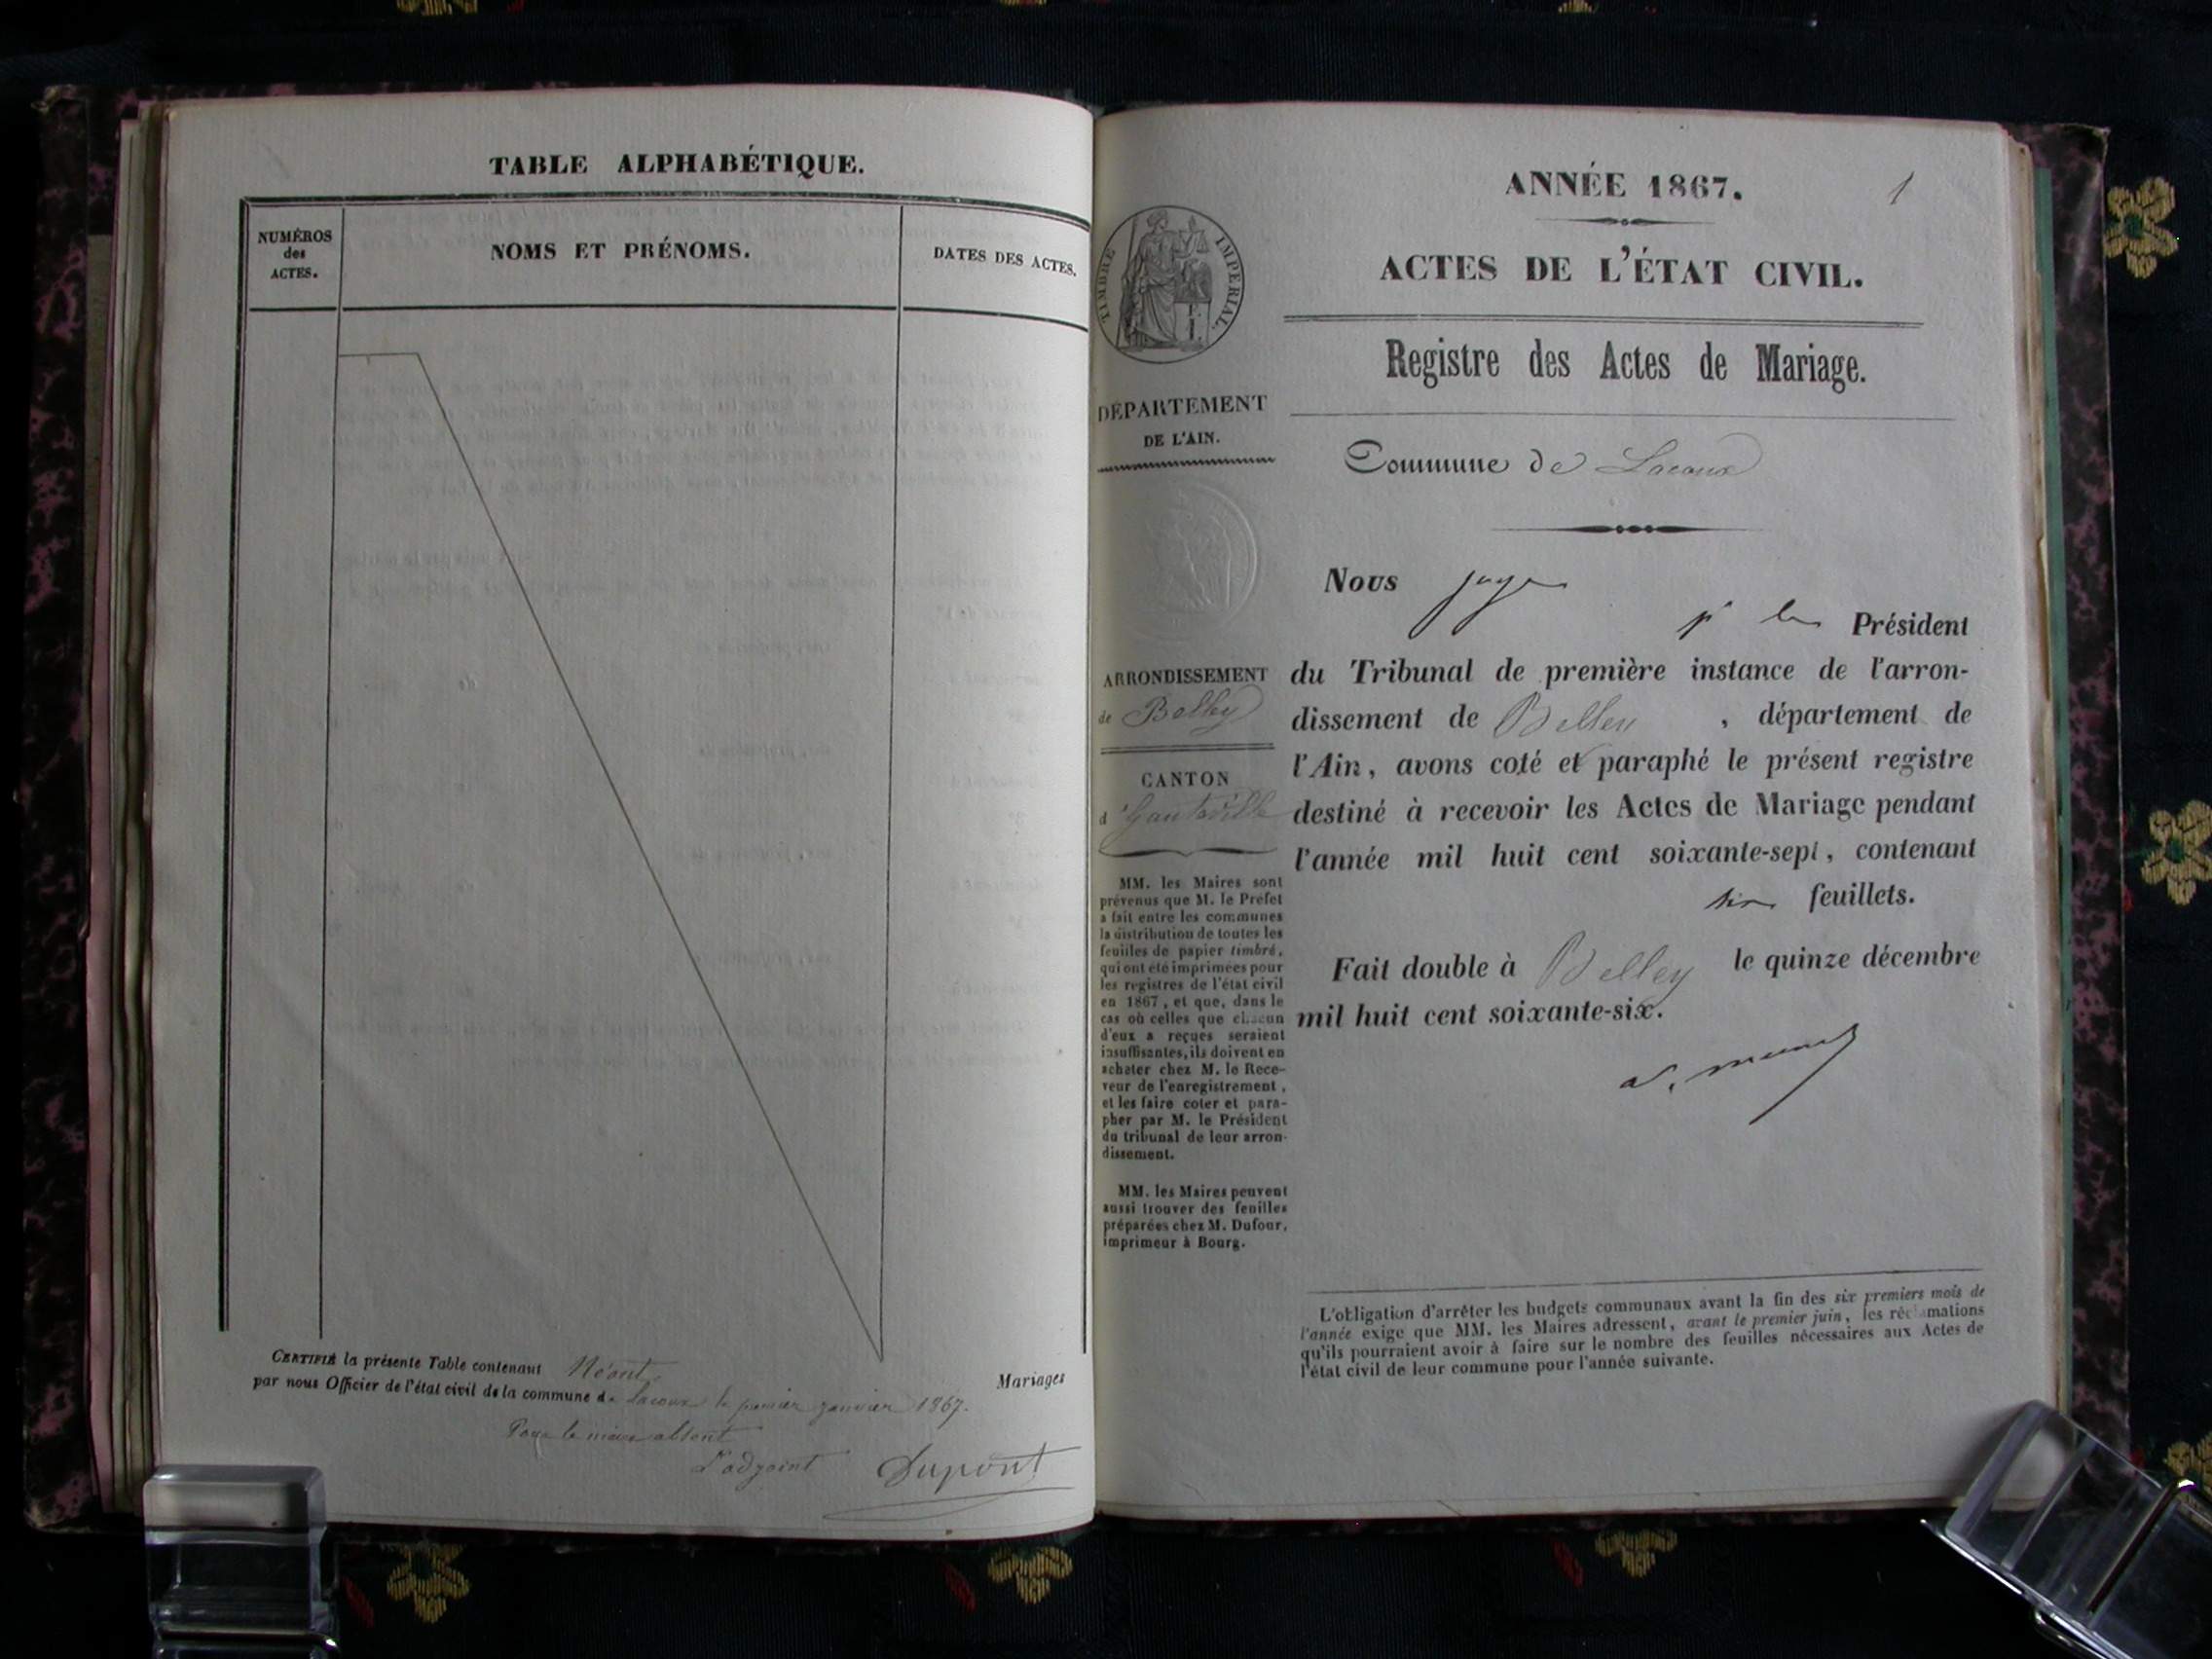 TABLE ALPHABÉTIQUE.
NUMÉROS
des
ACTES.
NOMS ET PRÉNOMS.
DATES DES ACTES.
CERTIFIÉ la présente Table contenant Néant Mariages
par nous Officier de l'état civil de la commune de Lacoux le premier janvier 1867.
Pour le maire absent
L'adjoint Dupont
1
ANNÉE 1867.
ACTES DE L'ÉTAT CIVIL.
Registre des Actes de Mariage.
TIMBRE IMPERIAL.
DÉPARTEMENT
DE L'AIN.
Commune de Lacoux
ARRONDISSEMENT
de Belley
CANTON
d'Hauteville
MM. les Maires sont
prévenus que M. le Préfet
a fait entre les communes
la distribution de toutes les
feuilles de papier timbré,
qui ont été imprimées pour
les registres de l'état civil
en 1867, et que, dans le
cas où celles que chacun
d'eux a reçues seraient
insuffisantes, ils doivent en
acheter chez M. le Rece-
veur de l'enregistrement,
et les faire coter et para-
pher par M. le Président
du tribunal de leur arron-
dissement.
MM. les Maires peuvent
aussi trouver des feuilles
préparées chez M. Dufour,
imprimeur à Bourg.
Nous juge
pr le Président
du Tribunal de première instance de l'arron-
dissement de Belley, département de
l'Ain, avons coté et paraphé le présent registre
destiné à recevoir les Actes de Mariage pendant
l'année mil huit cent soixante-sept, contenant
six feuillets.
Fait double à Belley le quinze décembre
mil huit cent soixante-six.
L'obligation d'arrêter les budgets communaux avant la fin des six premiers mois de
l'année exige que MM. les Maires adressent, avant le premier juin, les réclamations
qu'ils pourraient avoir à faire sur le nombre des feuilles nécessaires aux Actes de
l'état civil de leur commune pour l'année suivante.